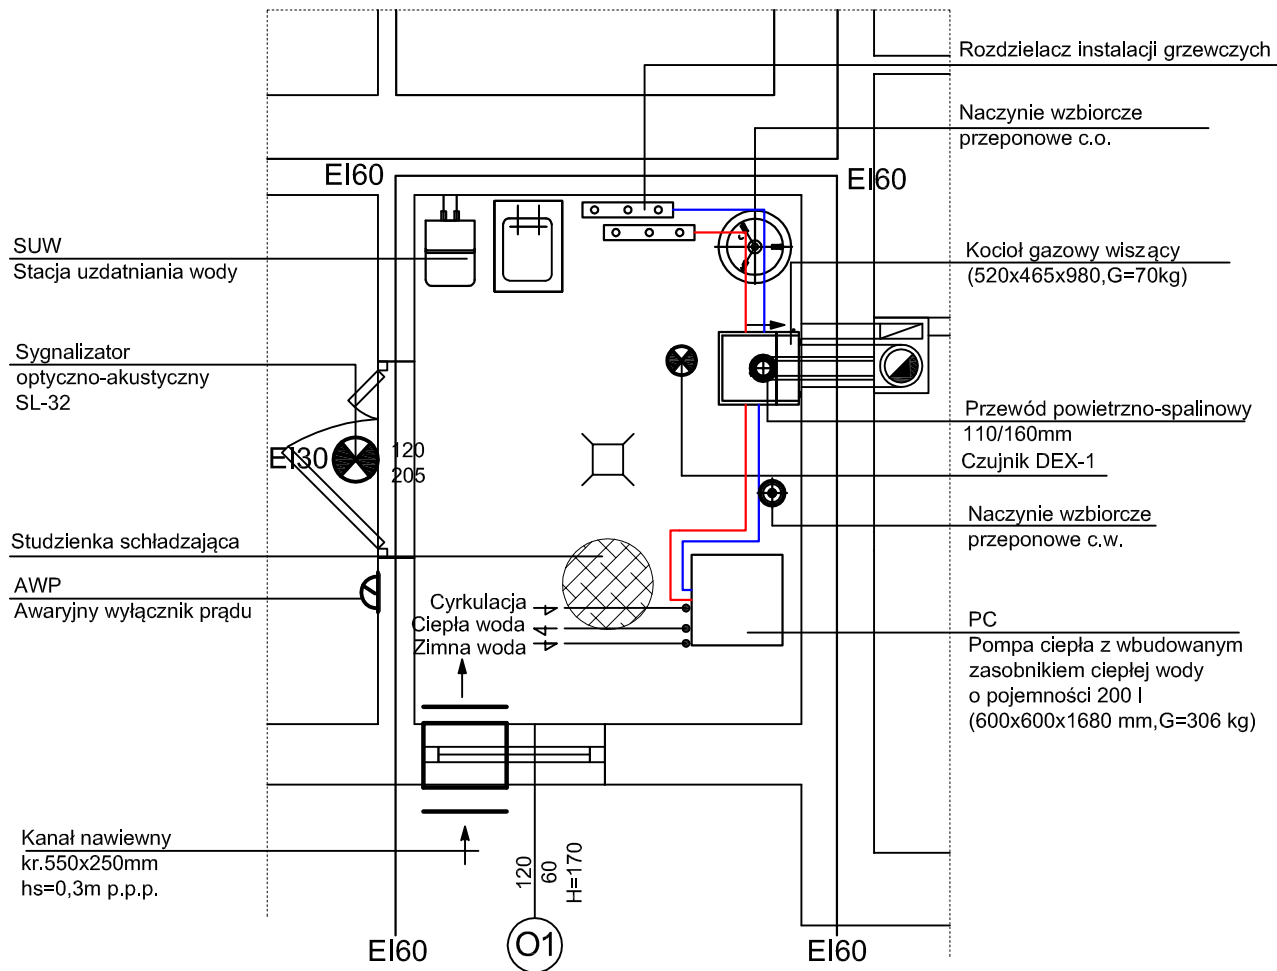 Rozdzielacz instalacji grzewczych
Naczynie wzbiorcze
przeponowe c.o.
EI60
EI60
SUW
Stacja uzdatniania wody
Kocioł gazowy wiszący
(520x465x980,G=70kg)
Sygnalizator
optyczno-akustyczny
SL-32
Przewód powietrzno-spalinowy
110/160mm
EI30
120
205
Czujnik DEX-1
Naczynie wzbiorcze
przeponowe c.w.
Studzienka schładzająca
AWP
Awaryjny wyłącznik prądu
Cyrkulacja
Ciepła woda
Zimna woda
PC
Pompa ciepła z wbudowanym
zasobnikiem ciepłej wody
o pojemności 200 l
(600x600x1680 mm,G=306 kg)
Kanał nawiewny
kr.550x250mm
hs=0,3m p.p.p.
120
60
H=170
EI60
O1
EI60